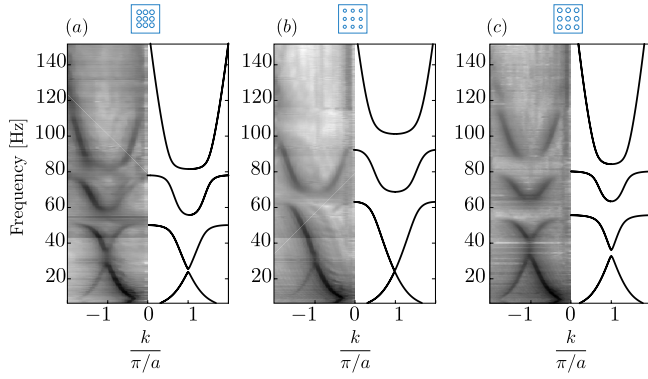 (a) (b) (c)
Frequency [Hz]
140 140 140
120 120 120
100 100 100
80 80 80
60 60 60
40 40 40
20 20 20
−1 0 1 −1 0 1 −1 0 1
k k k
π/a π/a π/a